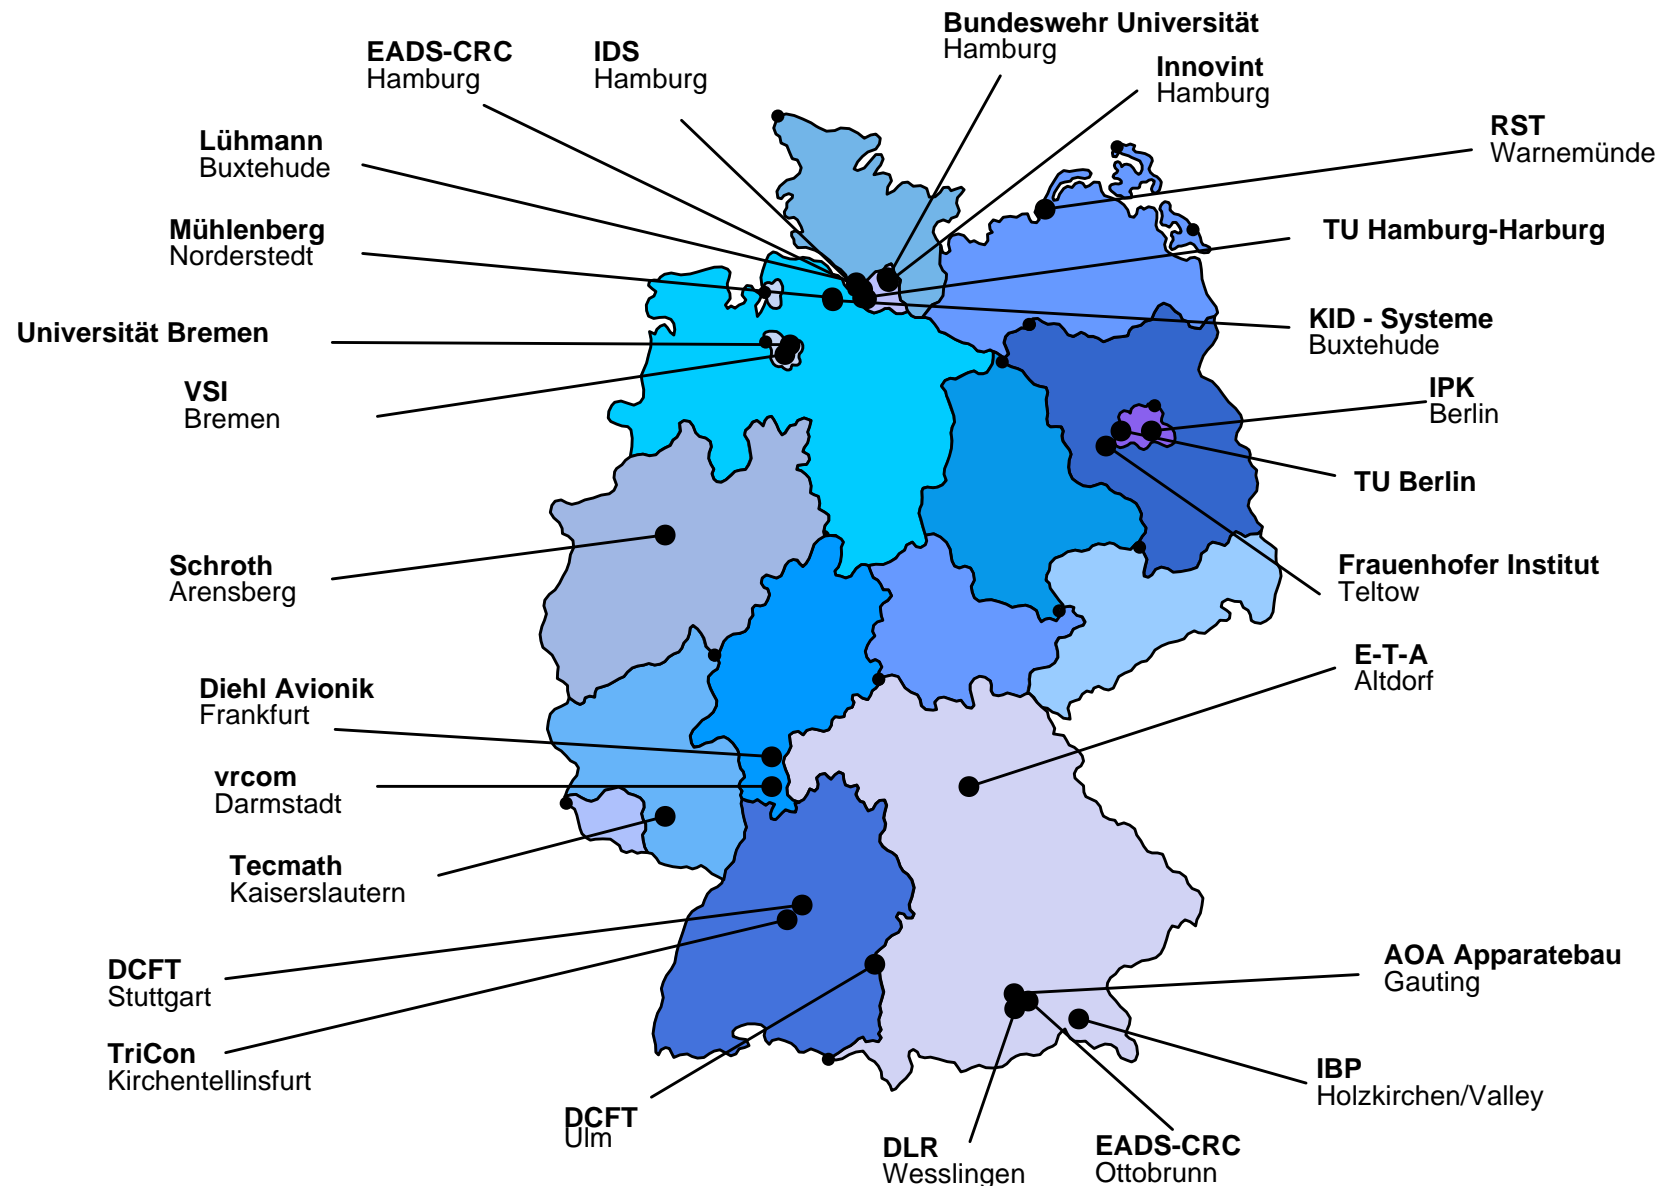 Bundeswehr Universität
Hamburg
EADS-CRC
Hamburg
IDS
Hamburg
Innovint
Hamburg
RST
Warnemünde
Lühmann
Buxtehude
Mühlenberg
Norderstedt
TU Hamburg-Harburg
Universität Bremen
KID - Systeme
Buxtehude
VSI
Bremen
IPK
Berlin
TU Berlin
Schroth
Arensberg
Frauenhofer Institut
Teltow
E-T-A
Altdorf
Diehl Avionik
Frankfurt
vrcom
Darmstadt
Tecmath
Kaiserslautern
DCFT
Stuttgart
AOA Apparatebau
Gauting
TriCon
Kirchentellinsfurt
IBP
Holzkirchen/Valley
DCFT
Ulm
DLR
Wesslingen
EADS-CRC
Ottobrunn